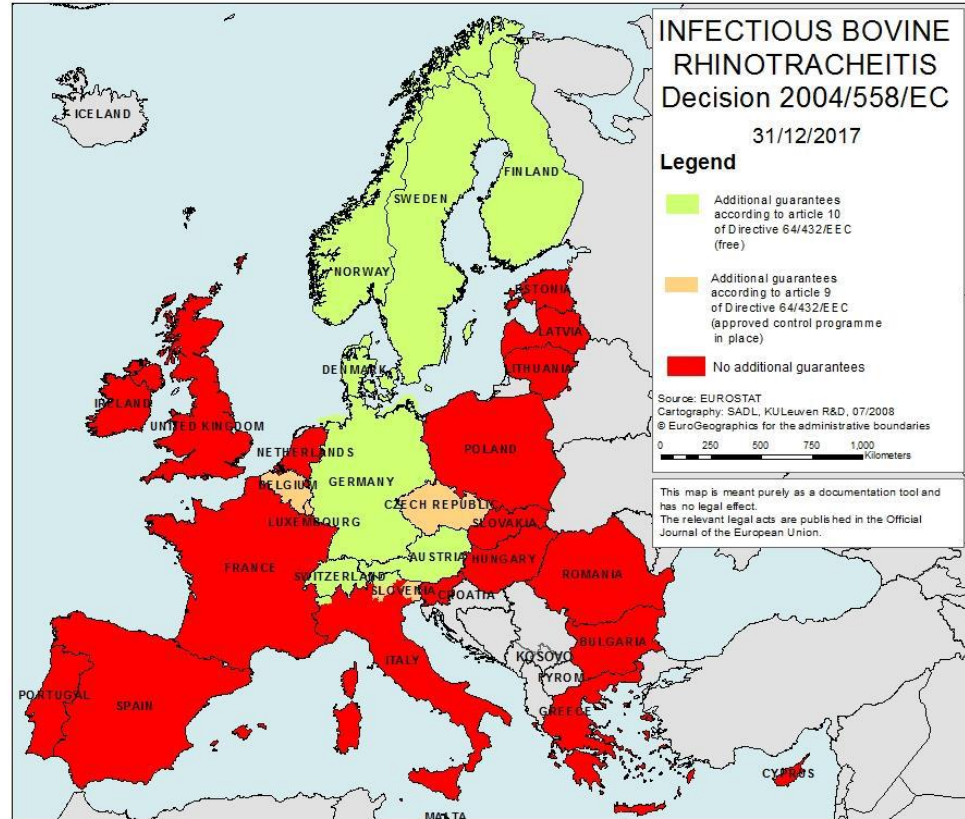 INFECTIOUS BOVINE
RHINOTRACHEITIS
Decision 2004/558/EC
31/12/2017
Legend
Additional guarantees
according to article 10
of Directive 64/432/EEC
(free)
Additional guarantees
according to article 9
of Directive 64/432/EEC
(approved control programme
in place)
No additional guarantees
Source: EUROSTAT
Cartography: SADL, KULeuven R&D, 07/2008
© EuroGeographics for the administrative boundaries
0 250 500 750 1,000
Kilometers
This map is meant purely as a documentation tool and
has no legal effect.
The relevant legal acts are published in the Official
Journal of the European Union.
ICELAND
FINLAND
SWEDEN
NORWAY
ESTONIA
LATVIA
DENMARK
LITHUANIA
IRELAND
UNITED KINGDOM
NETHERLANDS
POLAND
BELGIUM
GERMANY
CZECH REPUBLIC
LUXEMBOURG
SLOVAKIA
AUSTRIA
HUNGARY
FRANCE
SWITZERLAND
ROMANIA
SLOVENIA
CROATIA
BULGARIA
KOSOVO
ITALY
FYROM
PORTUGAL
SPAIN
GREECE
CYPRUS
MALTA